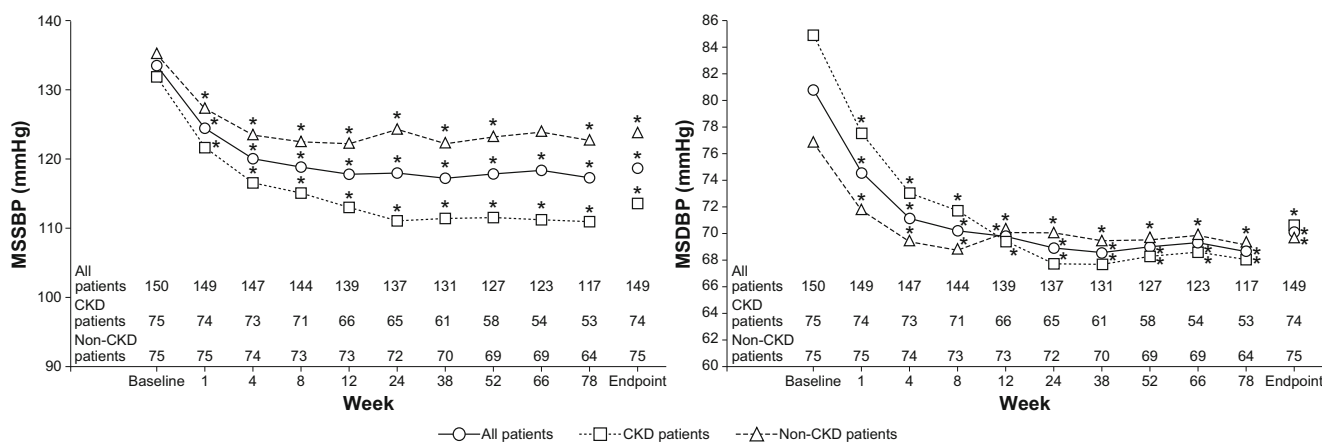 MSSBP (mmHg)
140
130
120
110
100
90
All
patients 150 149 147 144 139 137 131 127 123 117 149
CKD
patients 75 74 73 71 66 65 61 58 54 53 74
Non-CKD
patients 75 75 74 73 73 72 70 69 69 64 75
Baseline 1 4 8 12 24 38 52 66 78 Endpoint
Week
MSDBP (mmHg)
86
84
82
80
78
76
74
72
70
68
66
64
62
60
All
patients 150 149 147 144 139 137 131 127 123 117 149
CKD
patients 75 74 73 71 66 65 61 58 54 53 74
Non-CKD
patients 75 75 74 73 73 72 70 69 69 64 75
Baseline 1 4 8 12 24 38 52 66 78 Endpoint
Week
All patients CKD patients Non-CKD patients